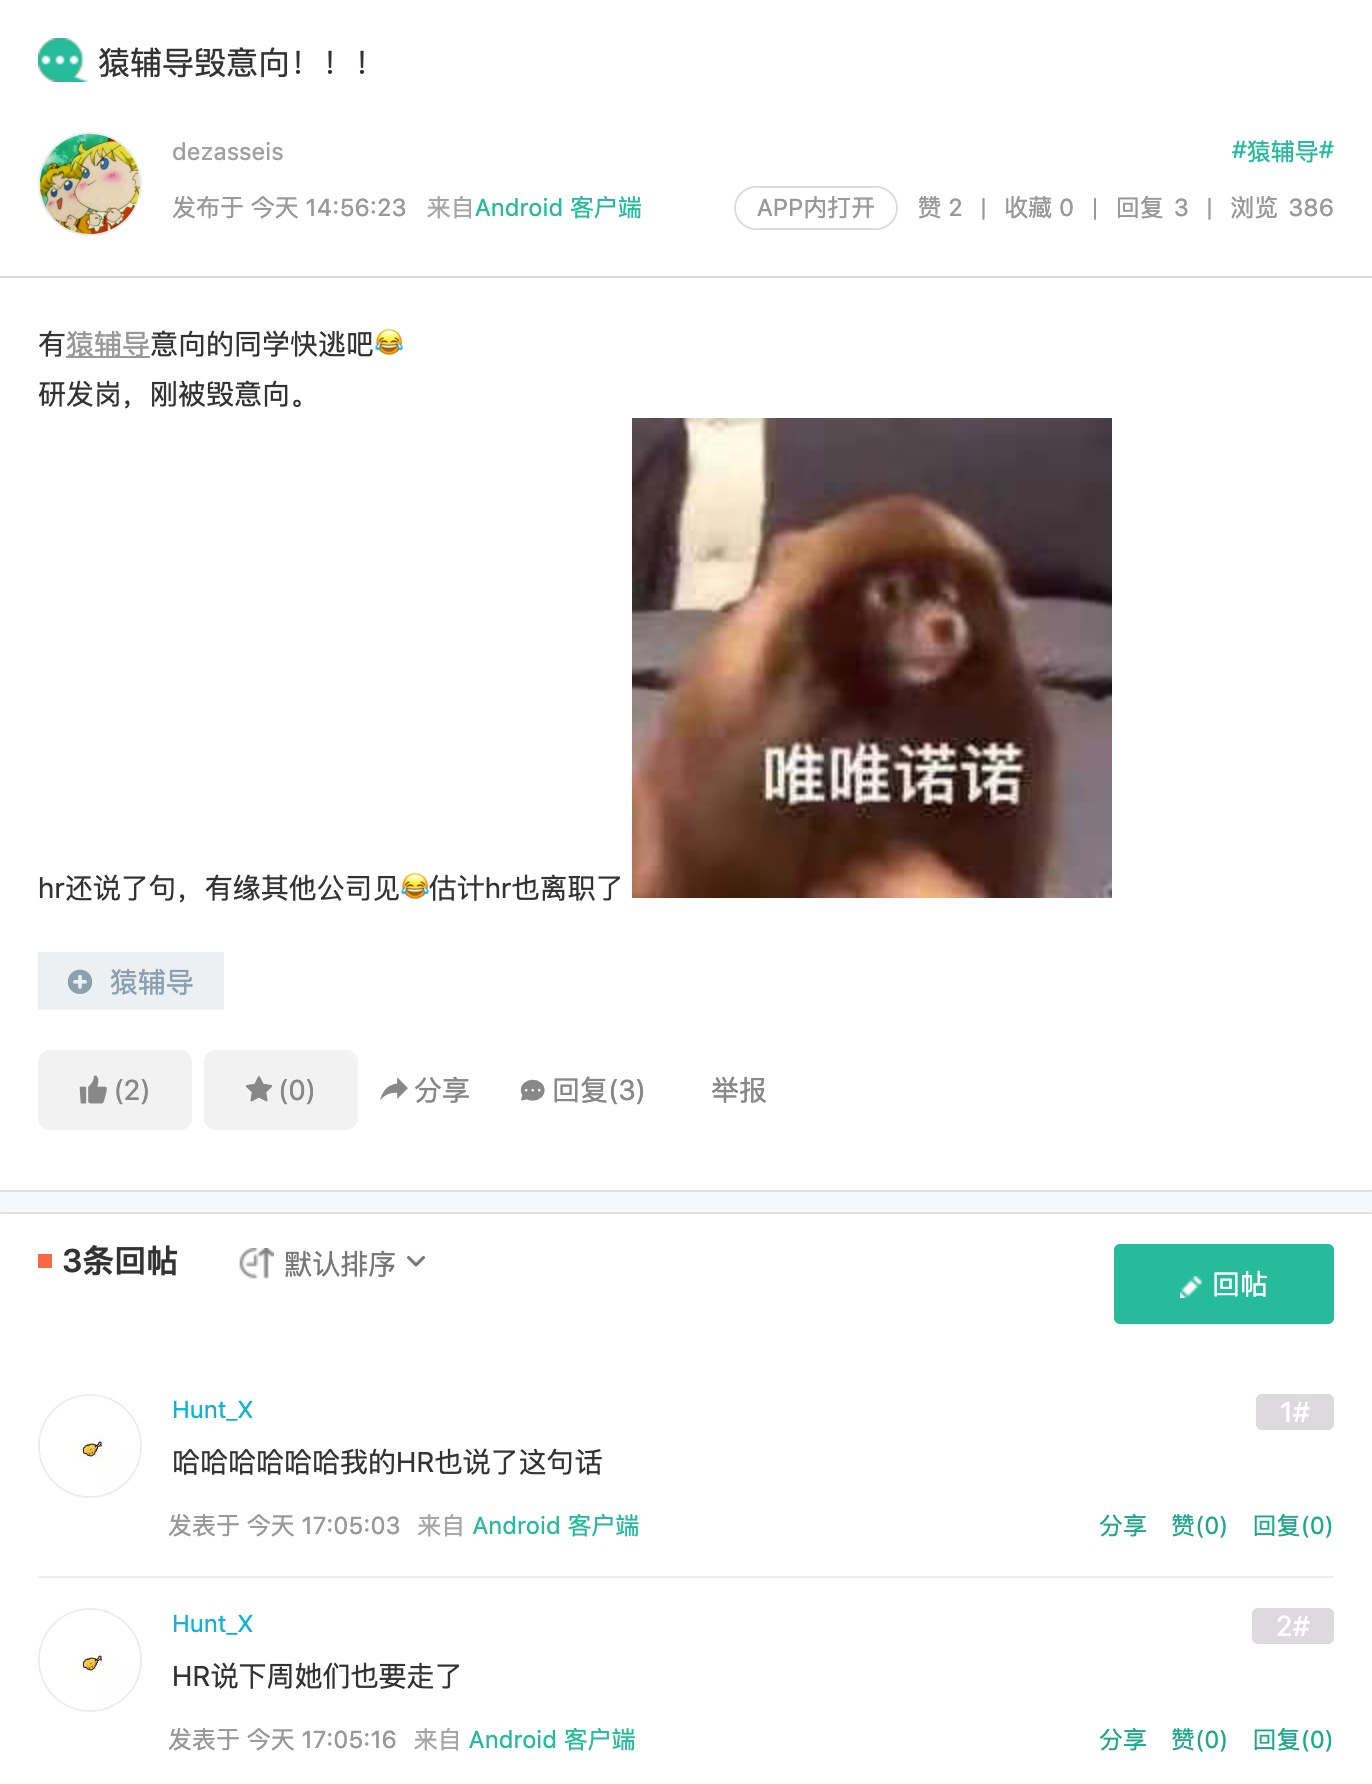 猿辅导毁意向！！！
dezasseis
#猿辅导#
发布于 今天 14:56:23 来自Android 客户端
APP内打开 赞 2 | 收藏 0 | 回复 3 | 浏览 386
有猿辅导意向的同学快逃吧😂
研发岗，刚被毁意向。
唯唯诺诺
hr还说了句，有缘其他公司见😂估计hr也离职了
猿辅导
(2) (0) 分享 回复(3) 举报
3条回帖 默认排序
回帖
Hunt_X
1#
哈哈哈哈哈哈我的HR也说了这句话
发表于 今天 17:05:03 来自 Android 客户端
分享 赞(0) 回复(0)
Hunt_X
2#
HR说下周她们也要走了
发表于 今天 17:05:16 来自 Android 客户端
分享 赞(0) 回复(0)